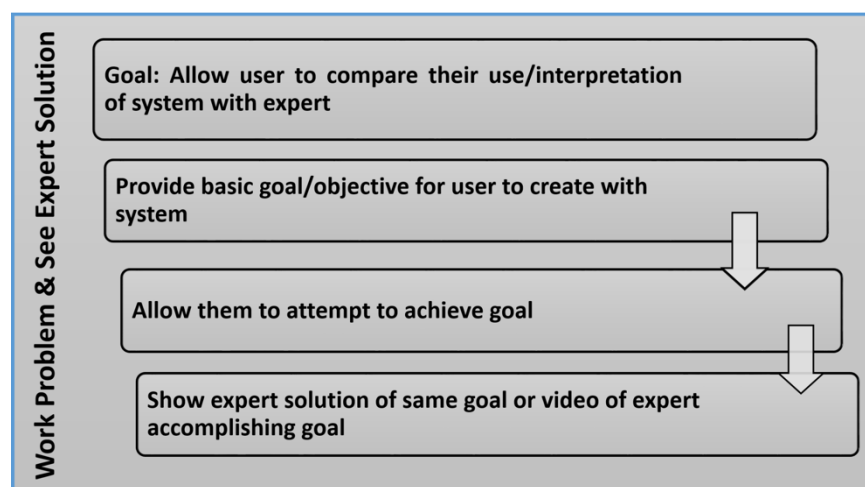 Work Problem & See Expert Solution
Goal: Allow user to compare their use/interpretation
of system with expert
Provide basic goal/objective for user to create with
system
Allow them to attempt to achieve goal
Show expert solution of same goal or video of expert
accomplishing goal